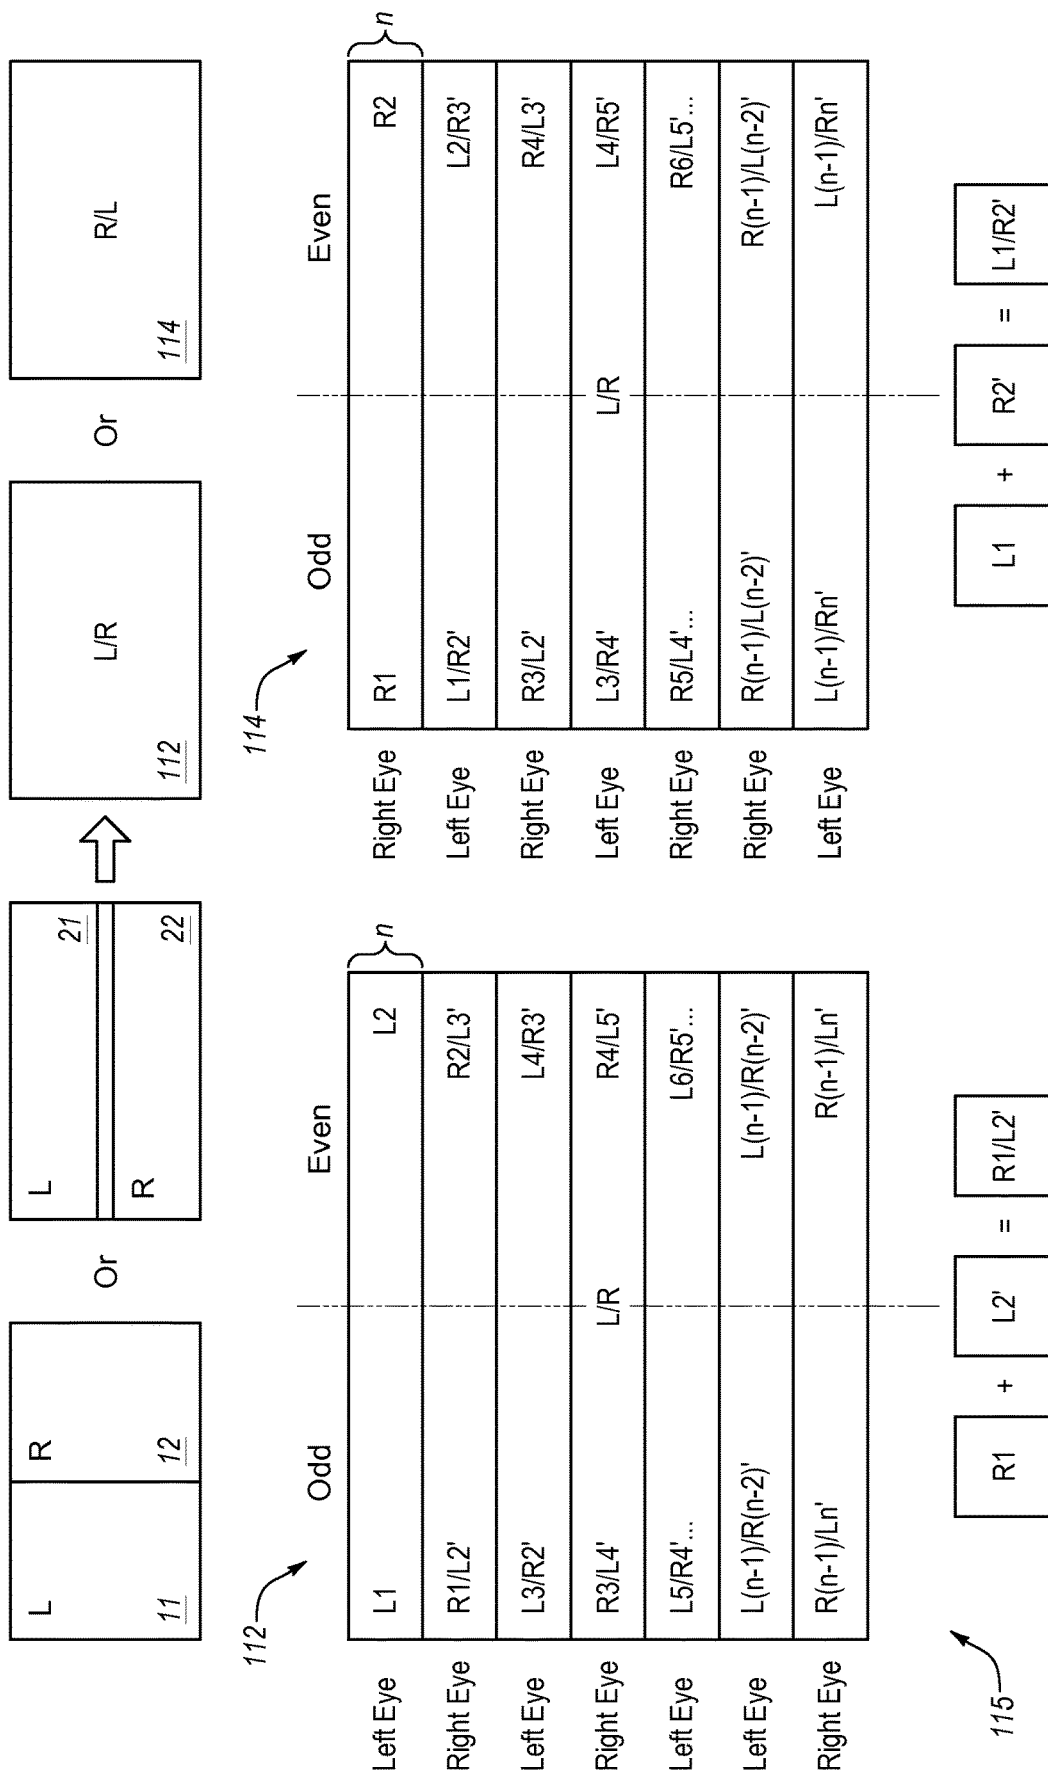 L
11
R
12
Or
L
21
R
22
L/R
112
Or
R/L
114
112
Odd
Even
n
Left Eye
L1
L2
Right Eye
R1/L2'
R2/L3'
Left Eye
L3/R2'
L4/R3'
Right Eye
R3/L4'
L/R
R4/L5'
Left Eye
L5/R4'...
L6/R5'...
Left Eye
L(n-1)/R(n-2)'
L(n-1)/R(n-2)'
Right Eye
R(n-1)/Ln'
R(n-1)/Ln'
114
Odd
Even
n
Right Eye
R1
R2
Left Eye
L1/R2'
L2/R3'
Right Eye
R3/L2'
R4/L3'
Left Eye
L3/R4'
L/R
L4/R5'
Right Eye
R5/L4'...
R6/L5'...
Right Eye
R(n-1)/L(n-2)'
R(n-1)/L(n-2)'
Left Eye
L(n-1)/Rn'
L(n-1)/Rn'
115
R1 + L2' = R1/L2'
L1 + R2' = L1/R2'